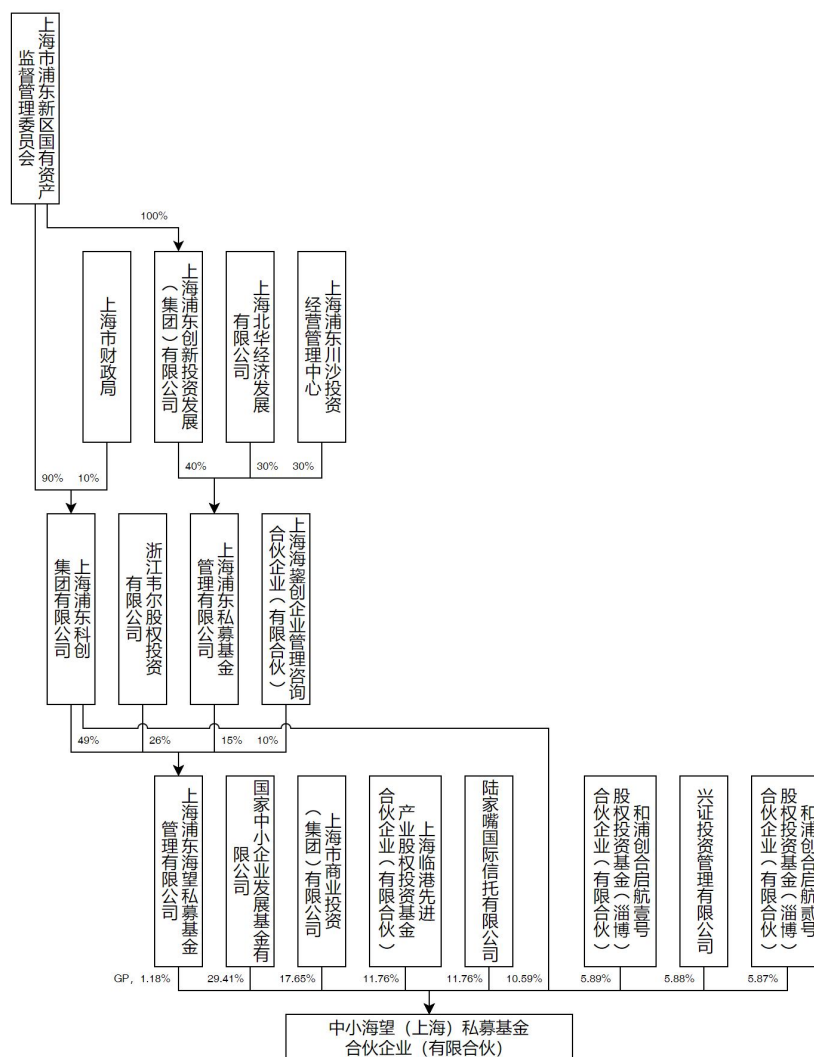 上海市浦东新区国有资产
监督管理委员会
100%
上海市财政局
上海浦东创新投资发展
（集团）有限公司
上海北华经济发展
有限公司
上海浦东川沙投资
经营管理中心
90%
10%
40%
30%
30%
上海浦东科创
集团有限公司
浙江韦尔股权投资
有限公司
上海浦东私募基金
管理有限公司
上海海鋆创企业管理咨询
合伙企业（有限合伙）
49%
26%
15%
10%
上海浦东海望私募基金
管理有限公司
国家中小企业发展基金有
限公司
上海市商业投资
（集团）有限公司
上海临港先进
产业股权投资基金
合伙企业（有限合伙）
陆家嘴国际信托有限公司
和浦创合启航壹号
股权投资基金（淄博）
合伙企业（有限合伙）
兴证投资管理有限公司
和浦创合启航贰号
股权投资基金（淄博）
合伙企业（有限合伙）
GP，1.18%
29.41%
17.65%
11.76%
11.76%
10.59%
5.89%
5.88%
5.87%
中小海望（上海）私募基金
合伙企业（有限合伙）